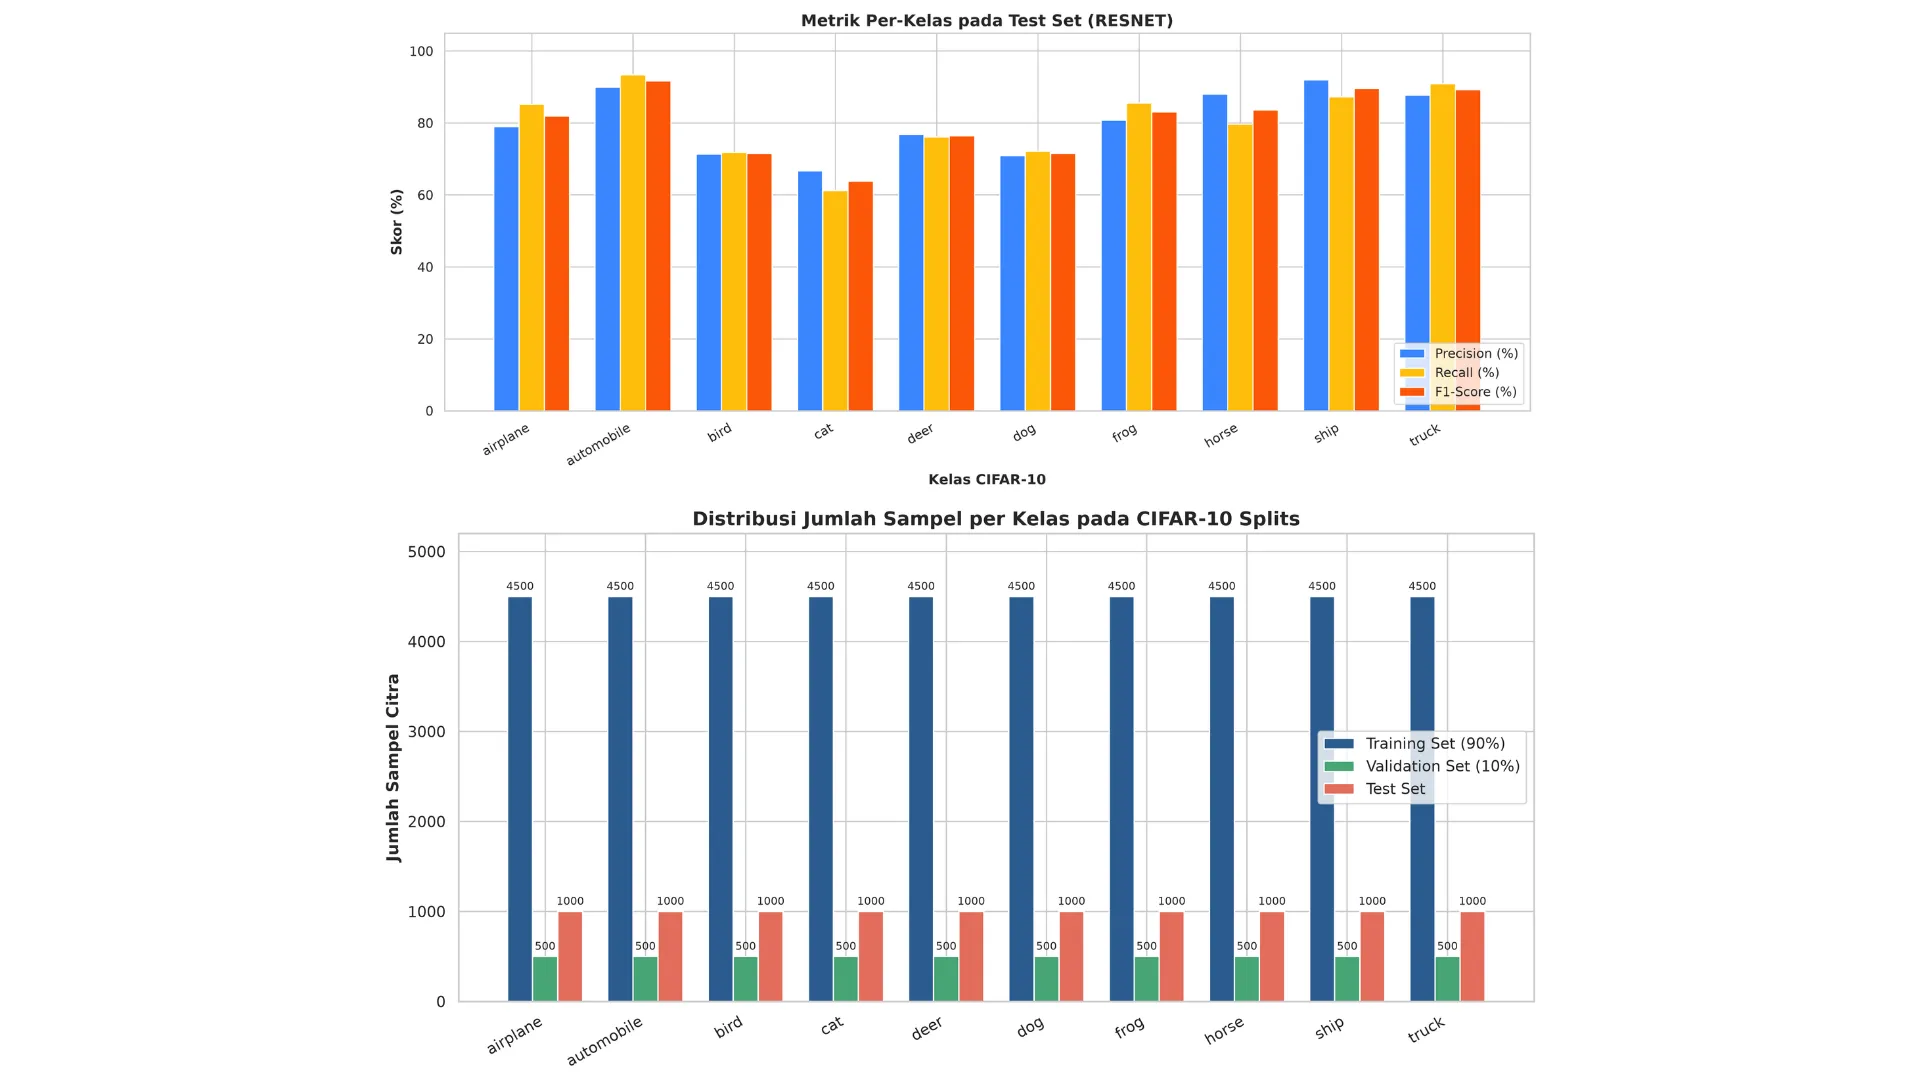 Metrik Per-Kelas pada Test Set (RESNET)
Skor (%)
100
80
60
40
20
0
Precision (%)
Recall (%)
F1-Score (%)
airplane
automobile
bird
cat
deer
dog
frog
horse
ship
truck
Kelas CIFAR-10
Distribusi Jumlah Sampel per Kelas pada CIFAR-10 Splits
Jumlah Sampel Citra
5000
4000
3000
2000
1000
0
4500 4500 4500 4500 4500 4500 4500 4500 4500 4500
Training Set (90%)
Validation Set (10%)
Test Set
1000 1000 1000 1000 1000 1000 1000 1000 1000 1000
500 500 500 500 500 500 500 500 500 500
airplane
automobile
bird
cat
deer
dog
frog
horse
ship
truck